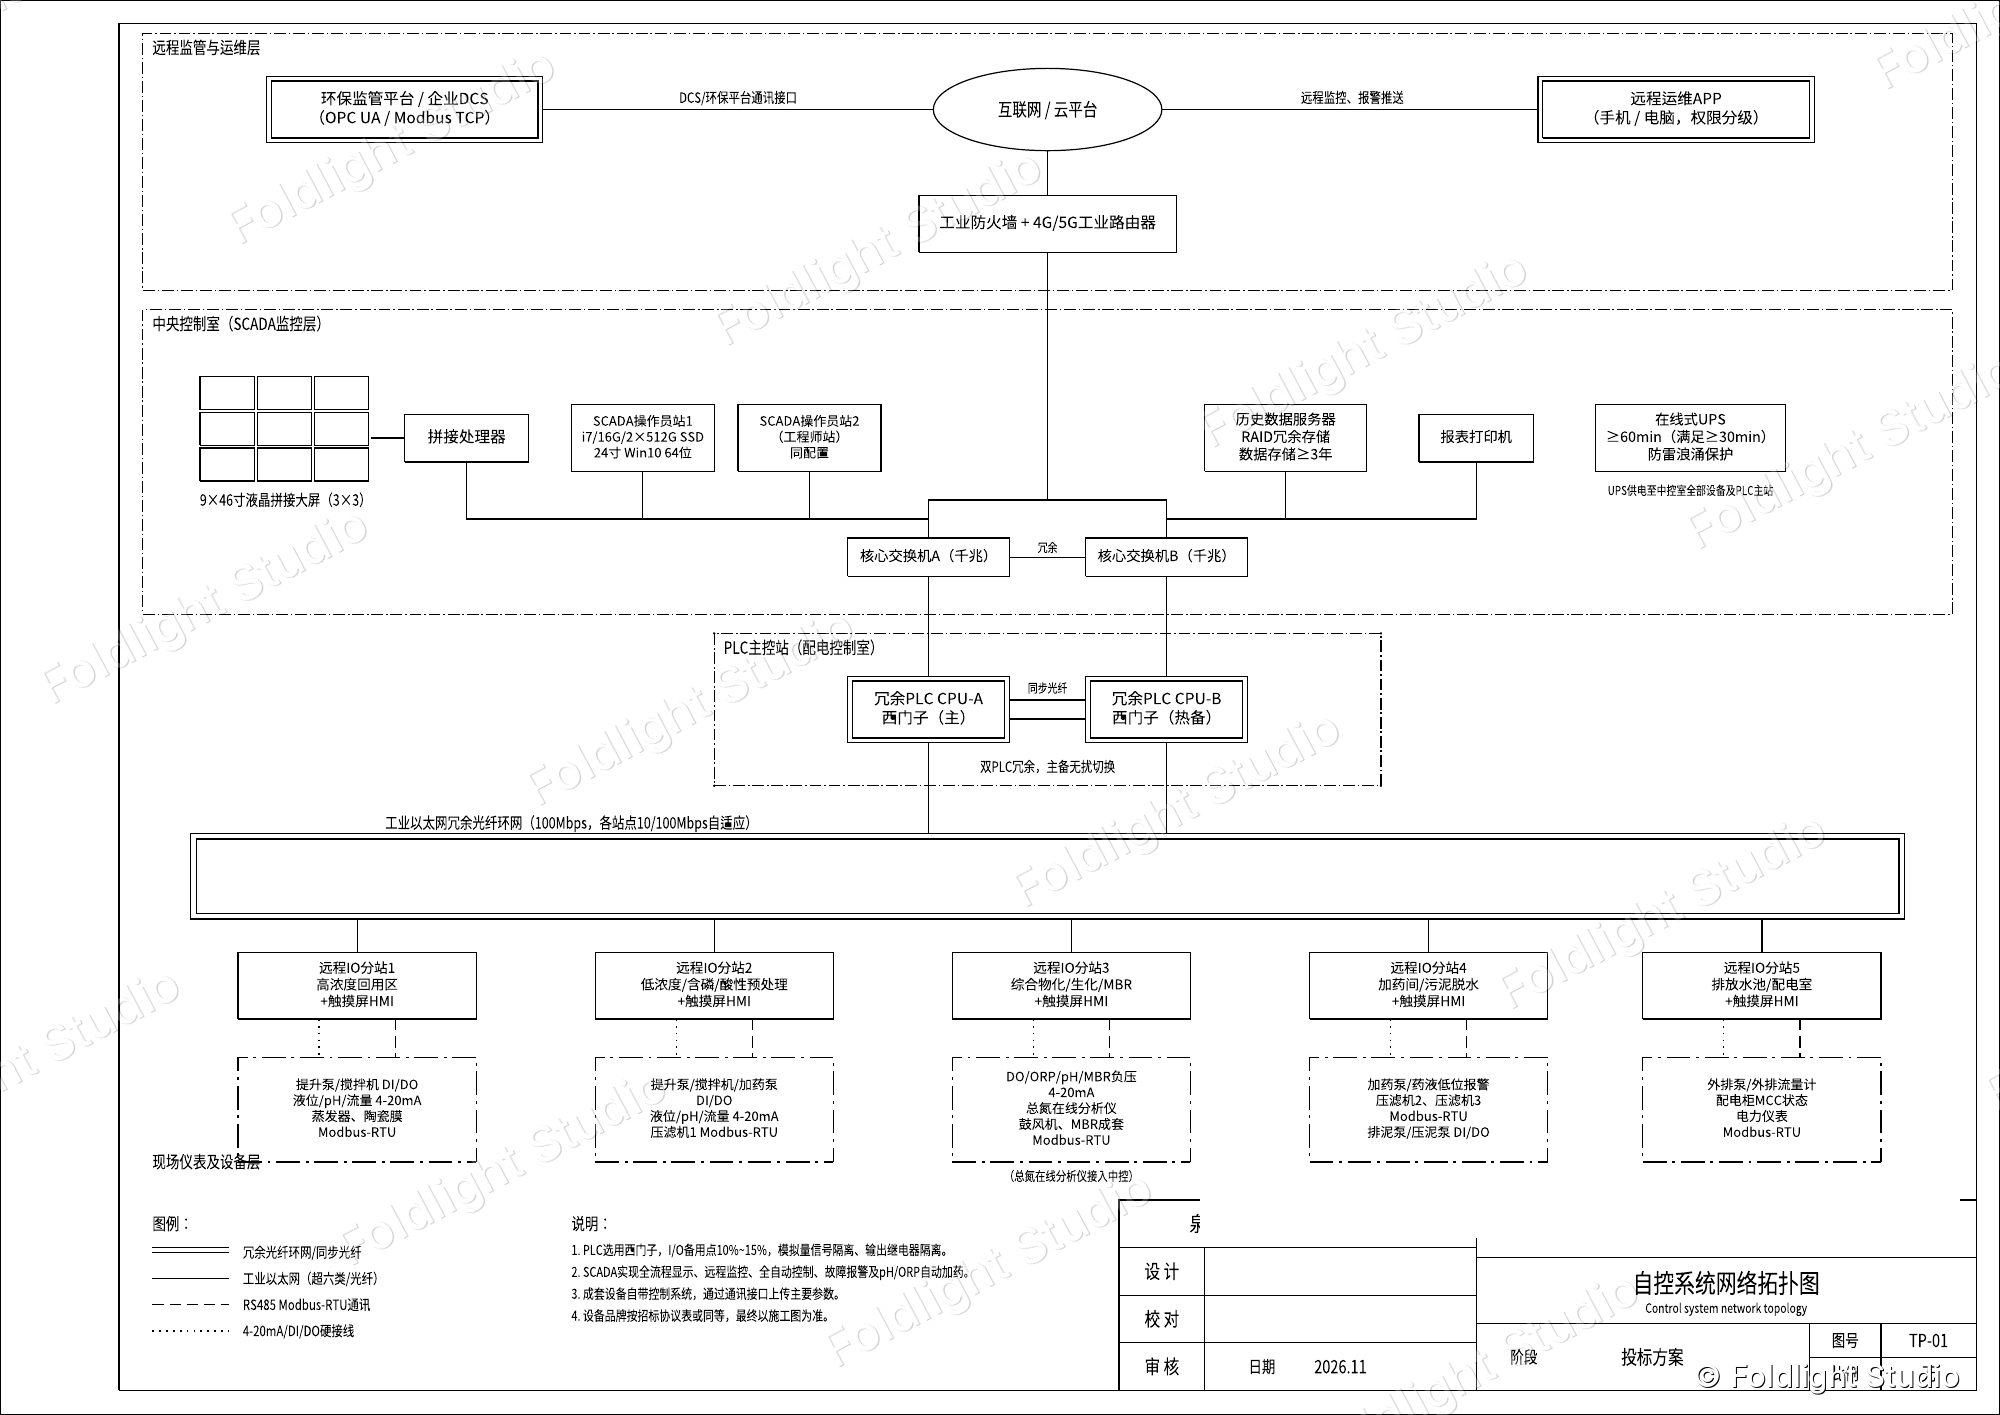 远程监管与运维层
环保监管平台 / 企业DCS
（OPC UA / Modbus TCP）
DCS/环保平台通讯接口
互联网 / 云平台
远程监控、报警推送
远程运维APP
（手机 / 电脑，权限分级）
工业防火墙 + 4G/5G工业路由器
中央控制室（SCADA监控层）
9×46寸液晶拼接大屏（3×3）
拼接处理器
SCADA操作员站1
i7/16G/2×512G SSD
24寸 Win10 64位
SCADA操作员站2
（工程师站）
同配置
历史数据服务器
RAID冗余存储
数据存储≥3年
报表打印机
在线式UPS
≥60min（满足≥30min）
防雷浪涌保护
UPS供电至中控室全部设备及PLC主站
核心交换机A（千兆）
冗余
核心交换机B（千兆）
PLC主控站（配电控制室）
冗余PLC CPU-A
西门子（主）
同步光纤
冗余PLC CPU-B
西门子（热备）
双PLC冗余，主备无扰切换
工业以太网冗余光纤环网（100Mbps，各站点10/100Mbps自适应）
远程IO分站1
高浓度回用区
+触摸屏HMI
远程IO分站2
低浓度/含磷/酸性预处理
+触摸屏HMI
远程IO分站3
综合物化/生化/MBR
+触摸屏HMI
远程IO分站4
加药间/污泥脱水
+触摸屏HMI
远程IO分站5
排放水池/配电室
+触摸屏HMI
提升泵/搅拌机 DI/DO
液位/pH/流量 4-20mA
蒸发器、陶瓷膜
Modbus-RTU
提升泵/搅拌机/加药泵
DI/DO
液位/pH/流量 4-20mA
压滤机1 Modbus-RTU
DO/ORP/pH/MBR负压
4-20mA
总氮在线分析仪
鼓风机、MBR成套
Modbus-RTU
（总氮在线分析仪接入中控）
加药泵/药液低位报警
压滤机2、压滤机3
Modbus-RTU
排泥泵/压泥泵 DI/DO
外排泵/外排流量计
配电柜MCC状态
电力仪表
Modbus-RTU
现场仪表及设备层
图例：
冗余光纤环网/同步光纤
工业以太网（超六类/光纤）
RS485 Modbus-RTU通讯
4-20mA/DI/DO硬接线
说明：
1. PLC选用西门子，I/O备用点10%~15%，模拟量信号隔离、输出继电器隔离。
2. SCADA实现全流程显示、远程监控、全自动控制、故障报警及pH/ORP自动加药。
3. 成套设备自带控制系统，通过通讯接口上传主要参数。
4. 设备品牌按招标协议表或同等，最终以施工图为准。
设 计
校 对
审 核
日期
2026.11
自控系统网络拓扑图
Control system network topology
阶段
投标方案
图号
TP-01
© Foldlight Studio